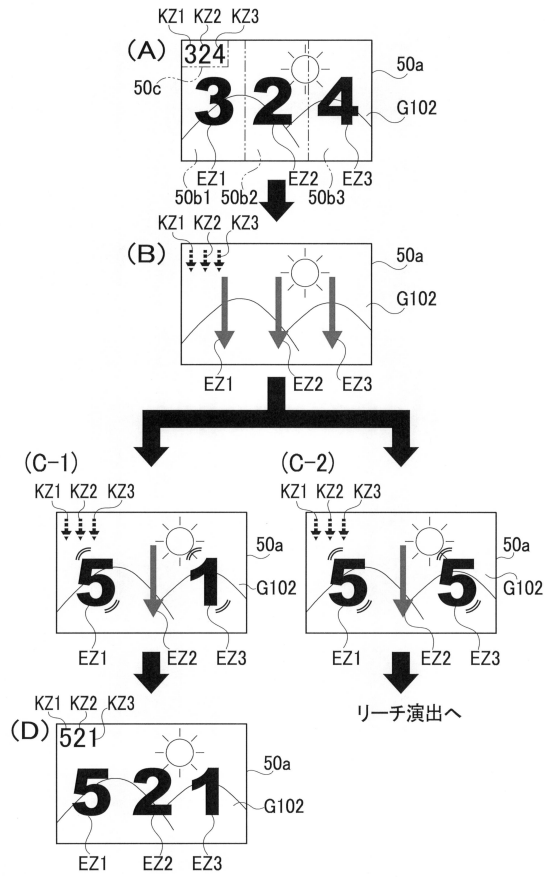 KZ1 KZ2 KZ3
(A)
324
50a
50c
3 2 4
G102
EZ1 EZ2 EZ3
50b1 50b2 50b3
KZ1 KZ2 KZ3
(B)
50a
G102
EZ1 EZ2 EZ3
(C-1)
KZ1 KZ2 KZ3
50a
5 1
G102
EZ1 EZ2 EZ3
(C-2)
KZ1 KZ2 KZ3
50a
5 5
G102
EZ1 EZ2 EZ3
リーチ演出へ
KZ1 KZ2 KZ3
(D)
521
50a
5 2 1
G102
EZ1 EZ2 EZ3